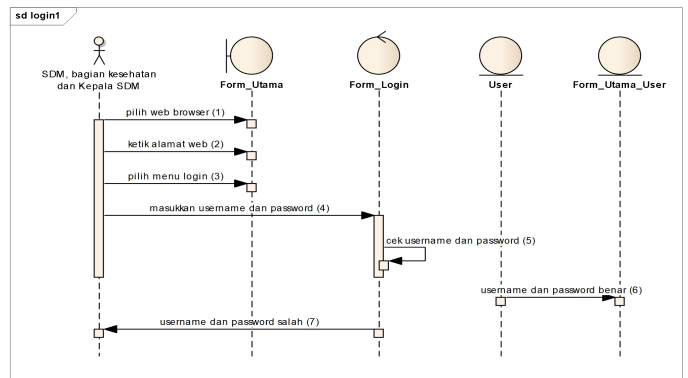 sd login1
SDM, bagian kesehatan
dan Kepala SDM
Form_Utama
Form_Login
User
Form_Utama_User
pilih web browser (1)
ketik alamat web (2)
pilih menu login (3)
masukkan username dan password (4)
cek username dan password (5)
username dan password benar (6)
username dan password salah (7)